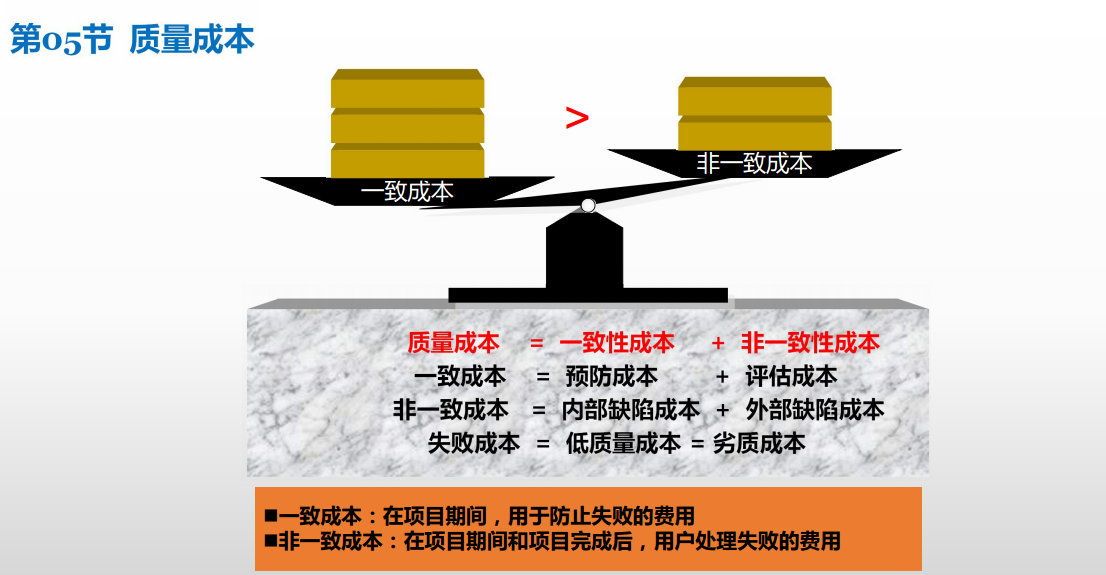 第05节 质量成本
>
一致成本
非一致成本
质量成本 = 一致性成本 + 非一致性成本
一致成本 = 预防成本 + 评估成本
非一致成本 = 内部缺陷成本 + 外部缺陷成本
失败成本 = 低质量成本 = 劣质成本
■一致成本：在项目期间，用于防止失败的费用
■非一致成本：在项目期间和项目完成后，用户处理失败的费用